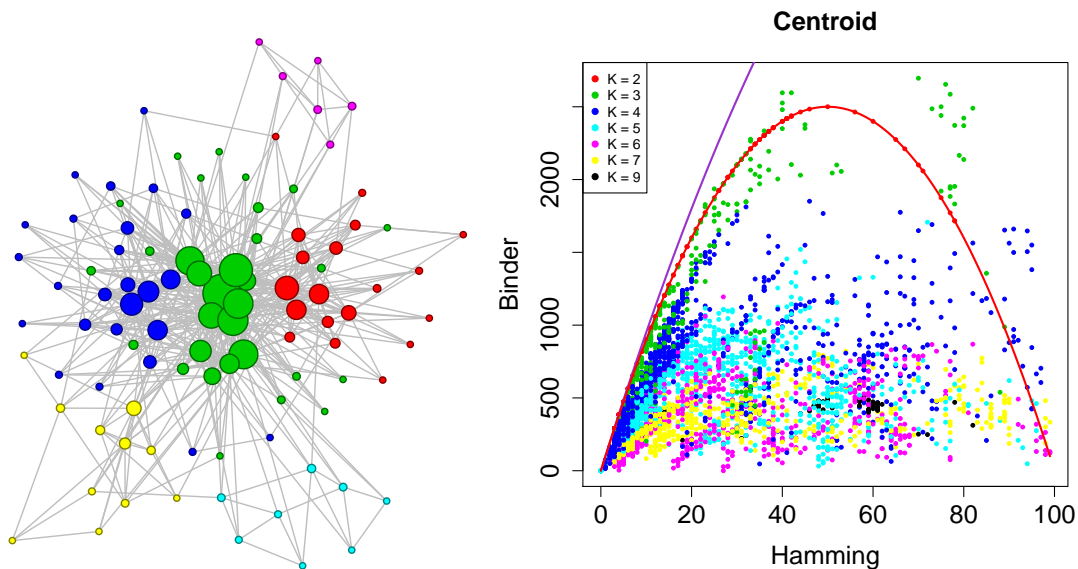 Centroid
K = 2
K = 3
K = 4
K = 5
K = 6
K = 7
K = 9
Binder
0
500
1000
2000
0
20
40
60
80
100
Hamming